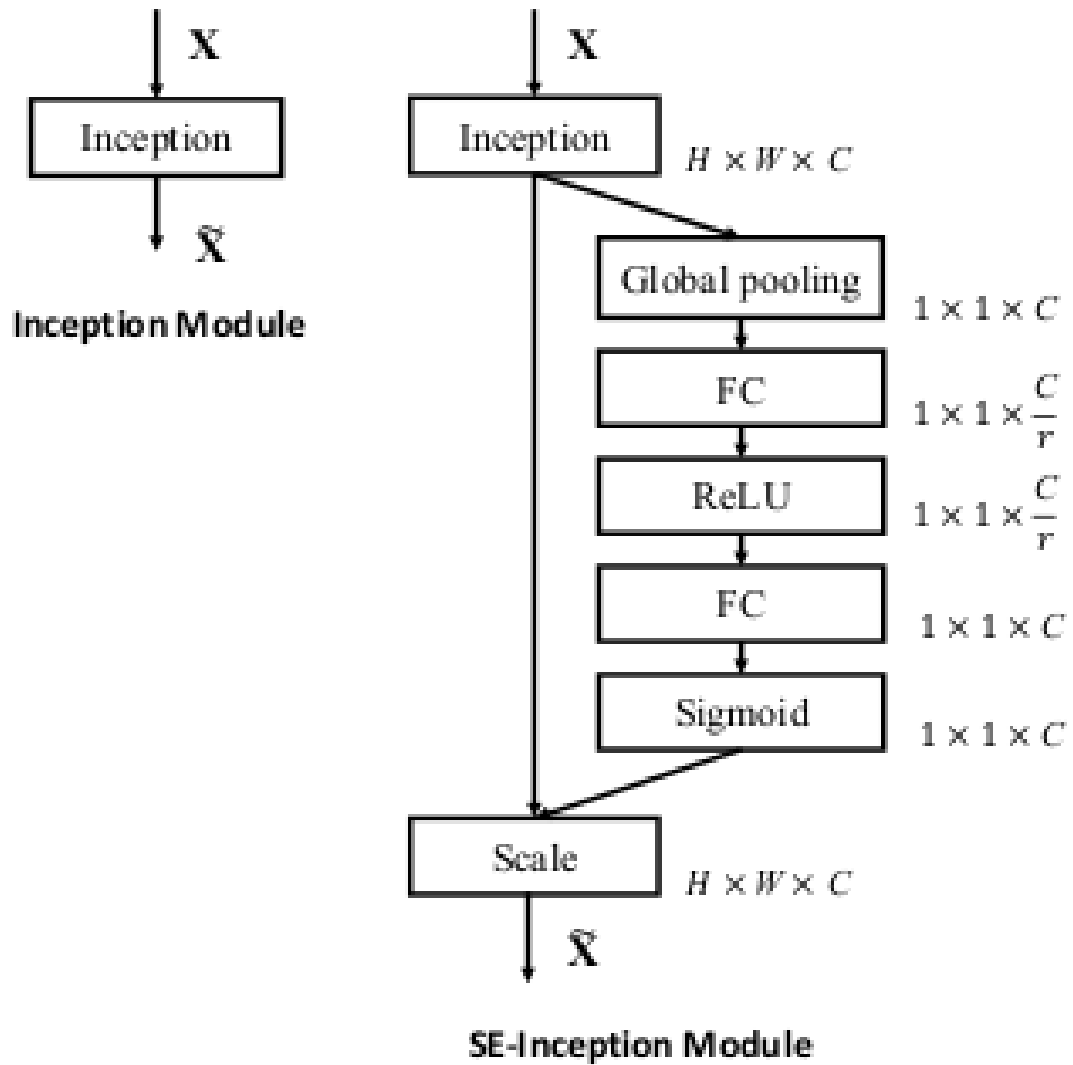 X
Inception
X̃
Inception Module
X
Inception
H × W × C
Global pooling
1 × 1 × C
FC
1 × 1 × C/r
ReLU
1 × 1 × C/r
FC
1 × 1 × C
Sigmoid
1 × 1 × C
Scale
H × W × C
X̃
SE-Inception Module